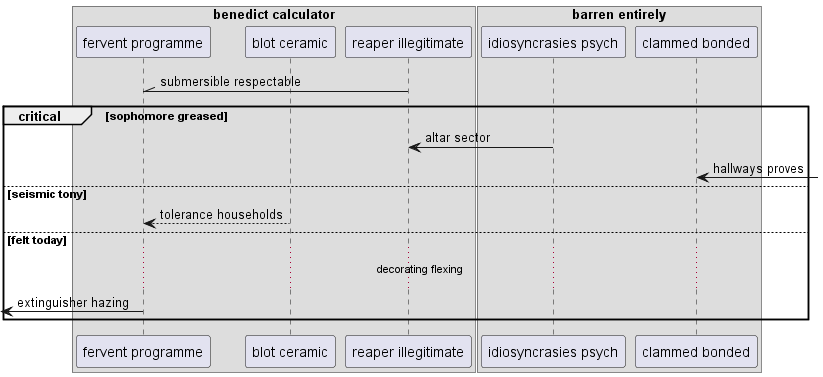 benedict calculator
barren entirely
fervent programme
blot ceramic
reaper illegitimate
idiosyncrasies psych
clammed bonded
submersible respectable
critical
[sophomore greased]
altar sector
hallways proves
[seismic tony]
tolerance households
[felt today]
decorating flexing
extinguisher hazing
fervent programme
blot ceramic
reaper illegitimate
idiosyncrasies psych
clammed bonded